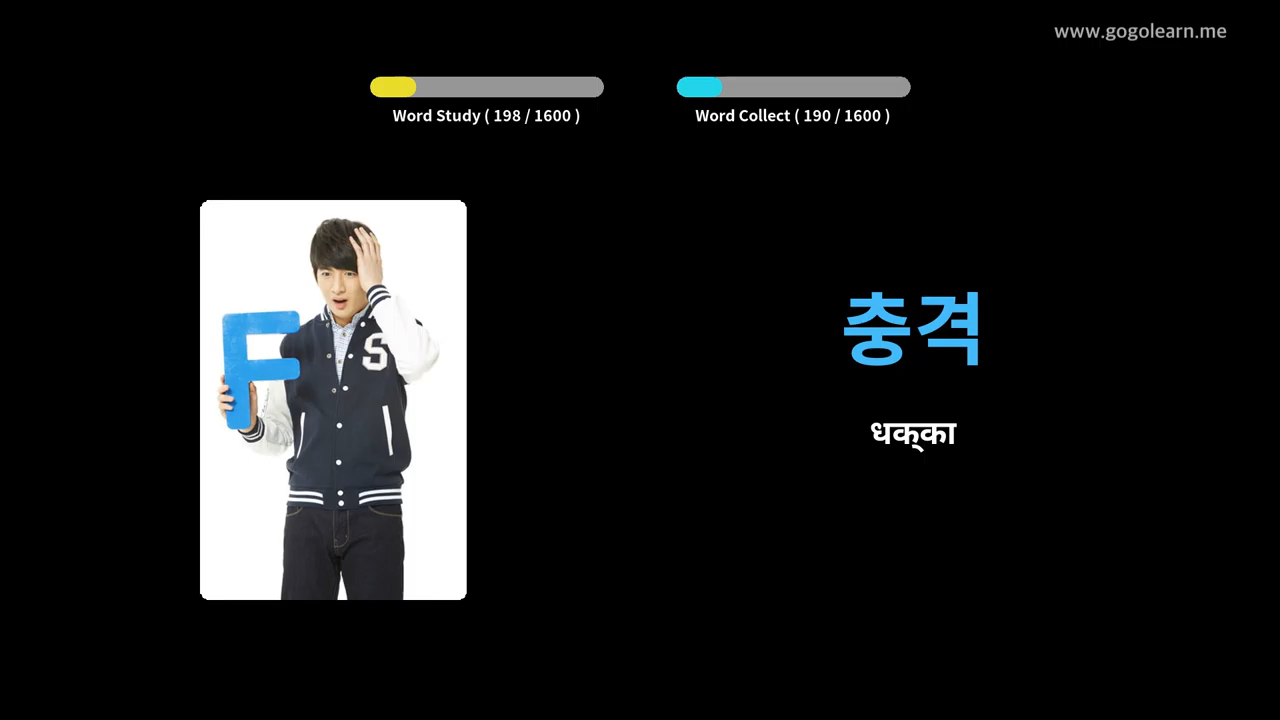 www.gogolearn.me
Word Study ( 198 / 1600 )
Word Collect ( 190 / 1600 )
F
S
충격
धक्का